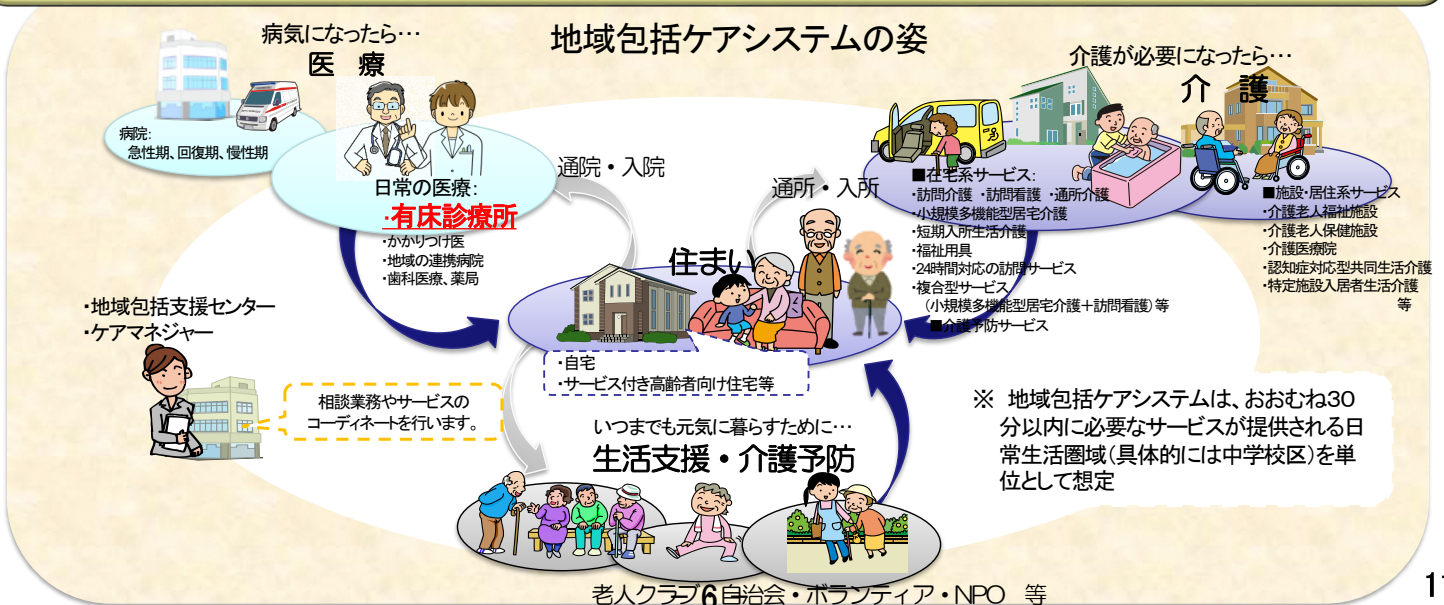 地域包括ケアシステムの姿
病気になったら…
医 療
病院:
急性期、回復期、慢性期
日常の医療:
・有床診療所
・かかりつけ医
・地域の連携病院
・歯科医療、薬局
通院・入院
通所・入所
介護が必要になったら…
介 護
■在宅系サービス:
・訪問介護 ・訪問看護 ・通所介護
・小規模多機能型居宅介護
・短期入所生活介護
・福祉用具
・24時間対応の訪問サービス
・複合型サービス
(小規模多機能型居宅介護+訪問看護)等
■介護予防サービス
■施設・居住系サービス
・介護老人福祉施設
・介護老人保健施設
・介護医療院
・認知症対応型共同生活介護
・特定施設入居者生活介護
等
住まい
・自宅
・サービス付き高齢者向け住宅等
・地域包括支援センター
・ケアマネジャー
相談業務やサービスの
コーディネートを行います。
いつまでも元気に暮らすために…
生活支援・介護予防
※ 地域包括ケアシステムは、おおむね30
分以内に必要なサービスが提供される日
常生活圏域(具体的には中学校区)を単
位として想定
老人クラブ・自治会・ボランティア・NPO 等
6